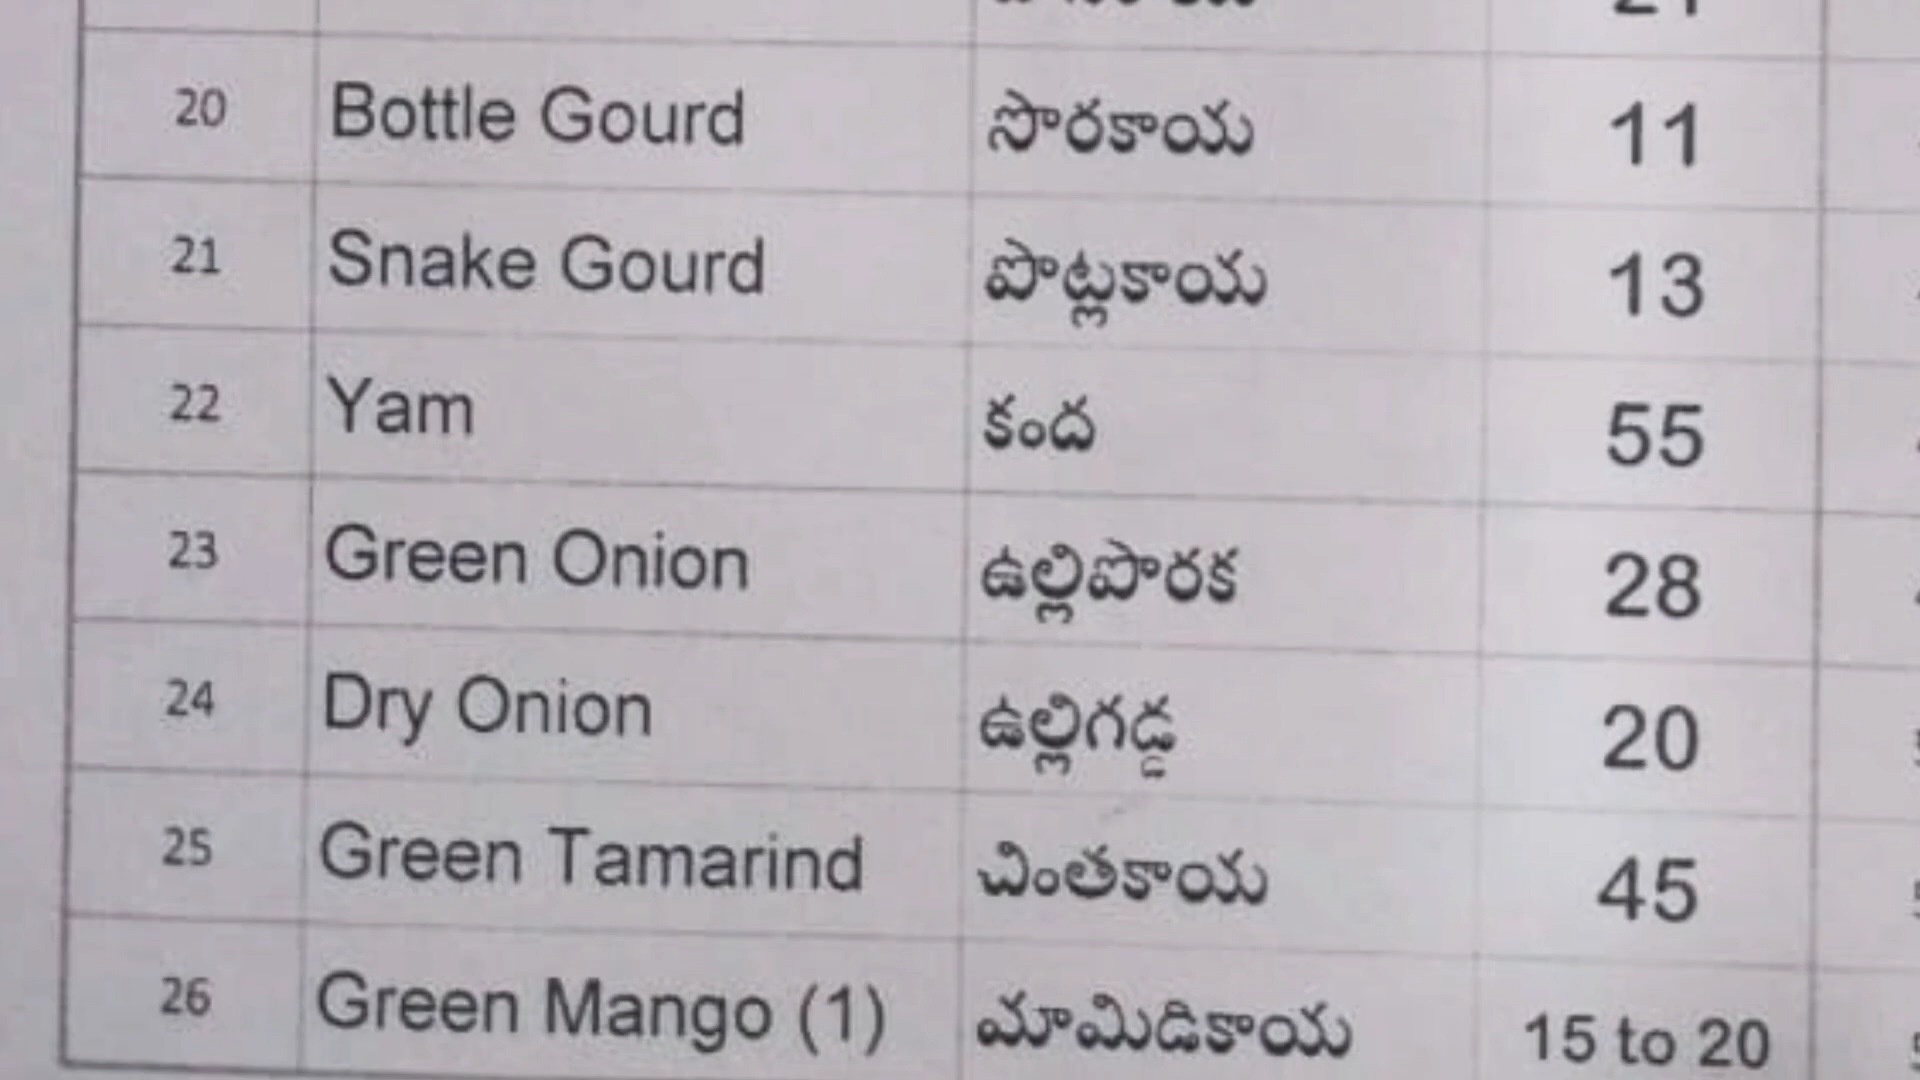 20 Bottle Gourd సొరకాయ 11
21 Snake Gourd పొట్లకాయ 13
22 Yam కంద 55
23 Green Onion ఉల్లిపొరక 28
24 Dry Onion ఉల్లిగడ్డ 20
25 Green Tamarind చింతకాయ 45
26 Green Mango (1) మామిడికాయ 15 to 20